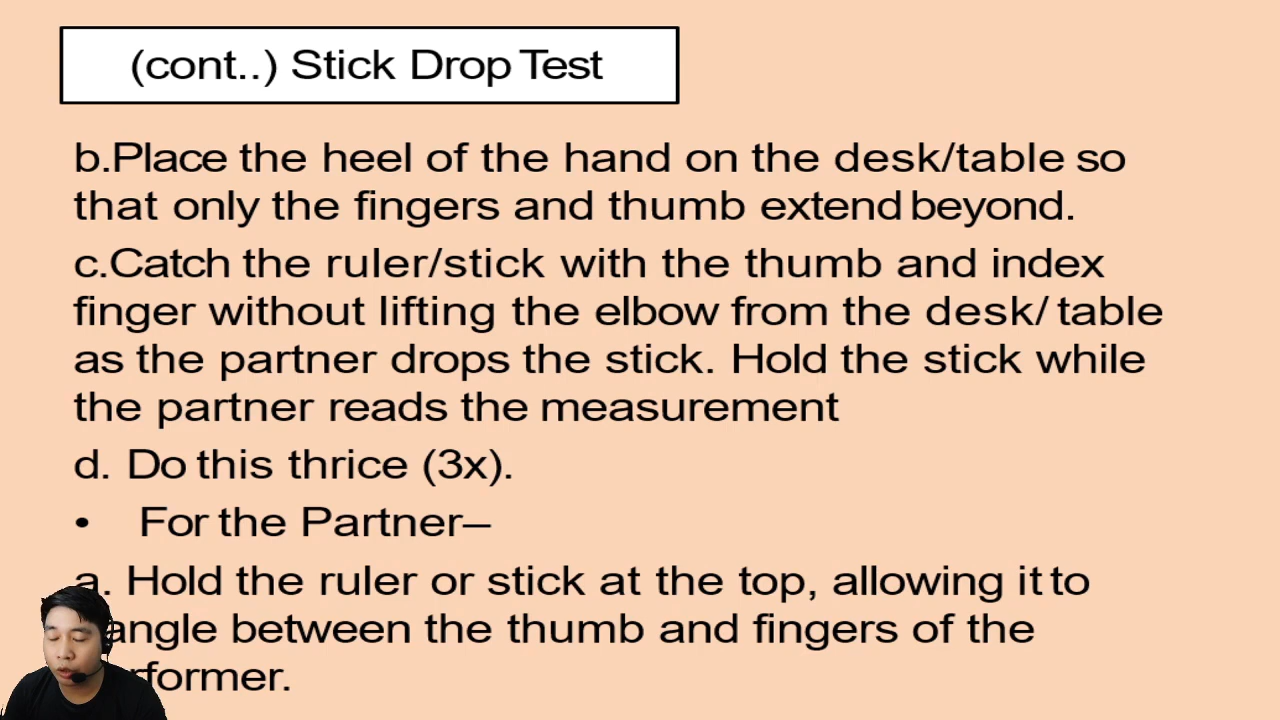 (cont..) Stick Drop Test
b.Place the heel of the hand on the desk/table so
that only the fingers and thumb extend beyond.
c.Catch the ruler/stick with the thumb and index
finger without lifting the elbow from the desk/ table
as the partner drops the stick. Hold the stick while
the partner reads the measurement
d. Do this thrice (3x).
• For the Partner–
a. Hold the ruler or stick at the top, allowing it to
angle between the thumb and fingers of the